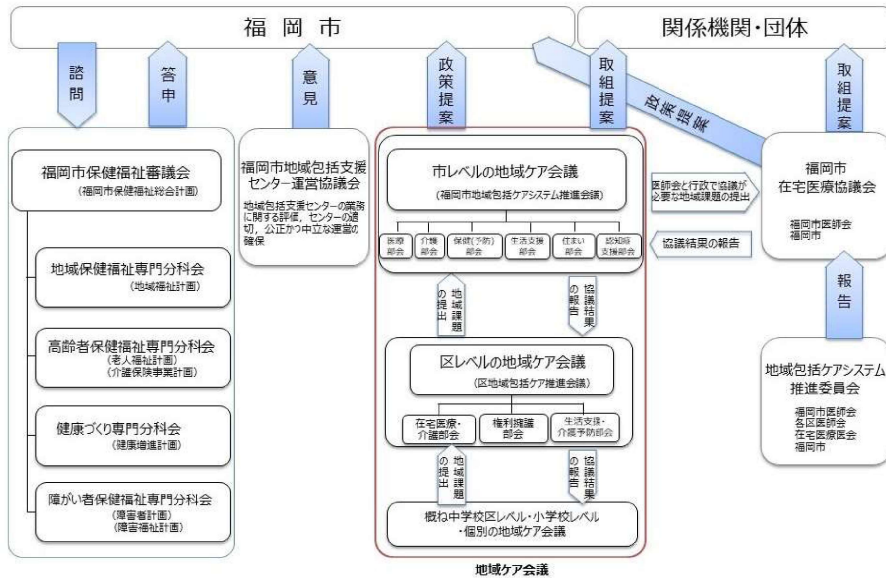 福岡市
関係機関・団体
諮問
答申
意見
政策提案
取組提案
政策提案
取組提案
福岡市保健福祉審議会
(福岡市保健福祉総合計画)
地域保健福祉専門分科会
(地域福祉計画)
高齢者保健福祉専門分科会
(老人福祉計画)
(介護保険事業計画)
健康づくり専門分科会
(健康増進計画)
障がい者保健福祉専門分科会
(障害者計画)
(障害福祉計画)
福岡市地域包括支援
センター運営協議会
地域包括支援センターの業務
に関する評価，センターの適
切，公正かつ中立な運営の
確保
市レベルの地域ケア会議
(福岡市地域包括ケアシステム推進会議)
医療
部会
介護
部会
保健(予防)
部会
生活支援
部会
住まい
部会
認知症
支援部会
地域課題
の提出
協議結果
の報告
区レベルの地域ケア会議
(区地域包括ケア推進会議)
在宅医療・
介護部会
権利擁護
部会
生活支援・
介護予防部会
地域課題
の提出
協議結果
の報告
概ね中学校区レベル・小学校レベル
・個別の地域ケア会議
地域ケア会議
医師会と行政で協議が
必要な地域課題の提出
協議結果の報告
福岡市
在宅医療協議会
福岡市医師会
福岡市
報告
地域包括ケアシステム
推進委員会
福岡市医師会
各区医師会
在宅医療医会
福岡市